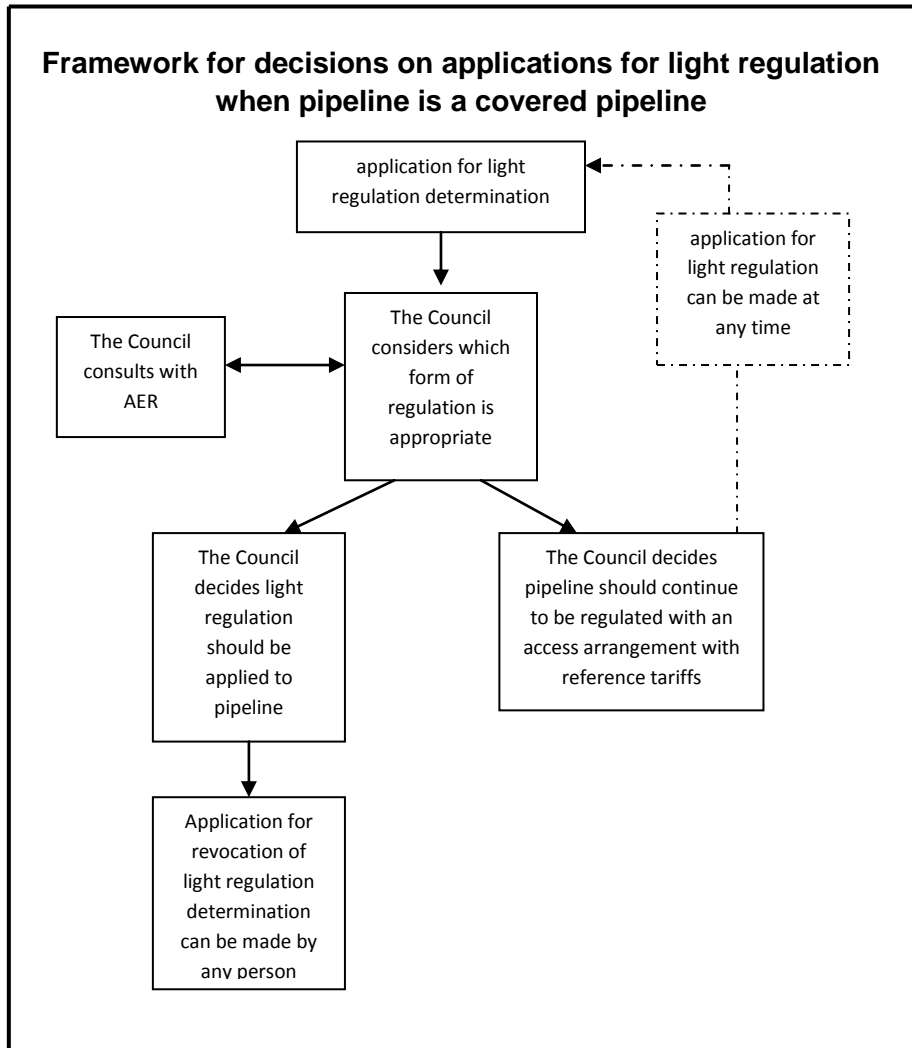 Framework for decisions on applications for light regulation
when pipeline is a covered pipeline
application for light
regulation determination
application for
light regulation
can be made at
any time
The Council
considers which
form of
regulation is
appropriate
The Council
consults with
AER
The Council
decides light
regulation
should be
applied to
pipeline
The Council decides
pipeline should continue
to be regulated with an
access arrangement with
reference tariffs
Application for
revocation of
light regulation
determination
can be made by
any person